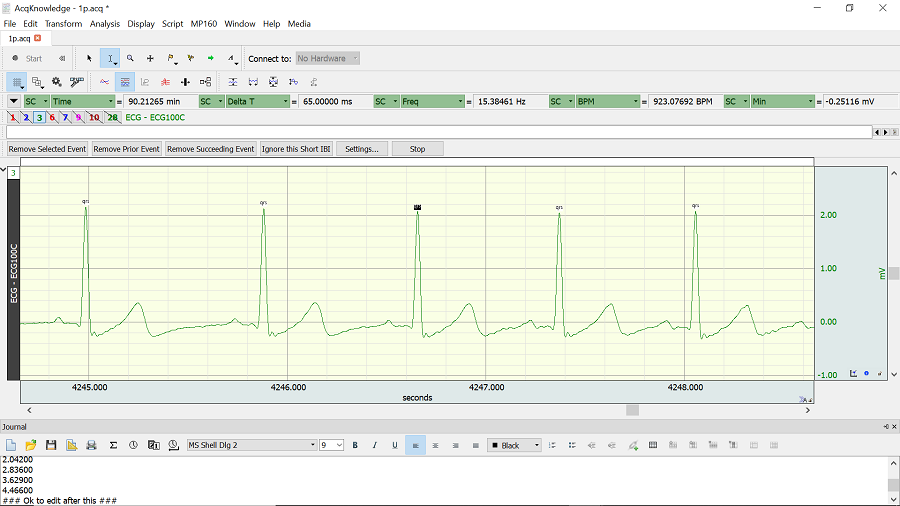 AcqKnowledge - 1p.acq *
File Edit Transform Analysis Display Script MP160 Window Help Media
1p.acq
Start Connect to: No Hardware
SC Time = 90.21265 min SC Delta T = 65.00000 ms SC Freq = 15.38461 Hz SC BPM = 923.07692 BPM SC Min = -0.25116 mV
1 2 3 6 7 9 10 28 ECG - ECG100C
Remove Selected Event Remove Prior Event Remove Succeeding Event Ignore this Short IBI Settings... Stop
3
qrs qrs qrs qrs
2.00
1.00
0.00
-1.00
mV
ECG - ECG100C
4245.000 4246.000 4247.000 4248.000
seconds
Journal
MS Shell Dlg 2 9 B I U Black
2.04200
2.83600
3.62900
4.46600
### Ok to edit after this ###